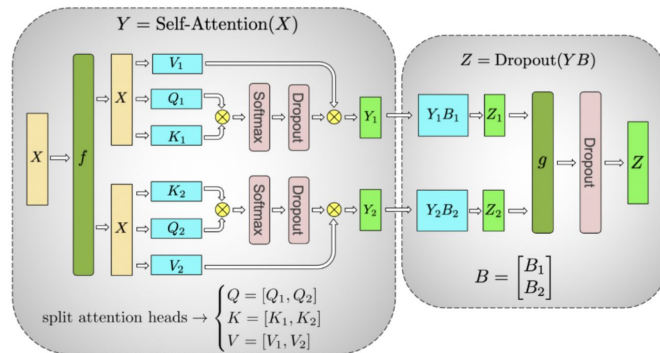 Y = Self-Attention(X)
Z = Dropout(YB)
X
f
X
V₁
Q₁
K₁
Softmax
Dropout
Y₁
Y₁B₁
Z₁
X
K₂
Q₂
V₂
Softmax
Dropout
Y₂
Y₂B₂
Z₂
g
Dropout
Z
split attention heads → { Q = [Q₁, Q₂]
K = [K₁, K₂]
V = [V₁, V₂]
B = [B₁
B₂]